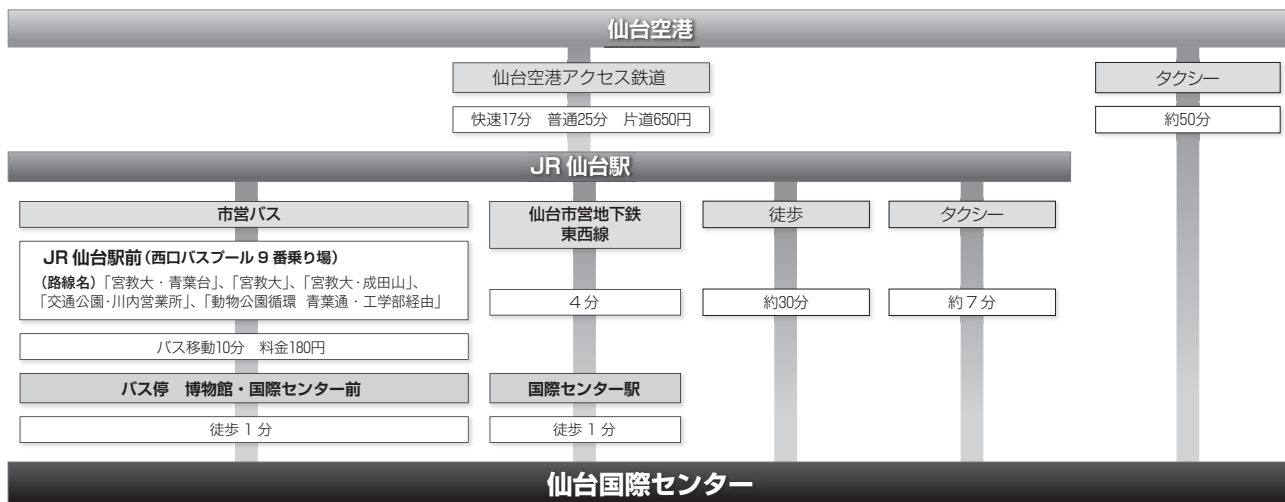 仙台空港
仙台空港アクセス鉄道
タクシー
快速17分　普通25分　片道650円
約50分
JR 仙台駅
市営バス
仙台市営地下鉄
東西線
徒歩
タクシー
JR 仙台駅前（西口バスプール 9 番乗り場）
（路線名）「宮教大・青葉台」、「宮教大」、「宮教大・成田山」、
「交通公園・川内営業所」、「動物公園循環 青葉通・工学部経由」
4 分
約30分
約 7 分
バス移動10分　料金180円
バス停　博物館・国際センター前
国際センター駅
徒歩 1 分
徒歩 1 分
仙台国際センター